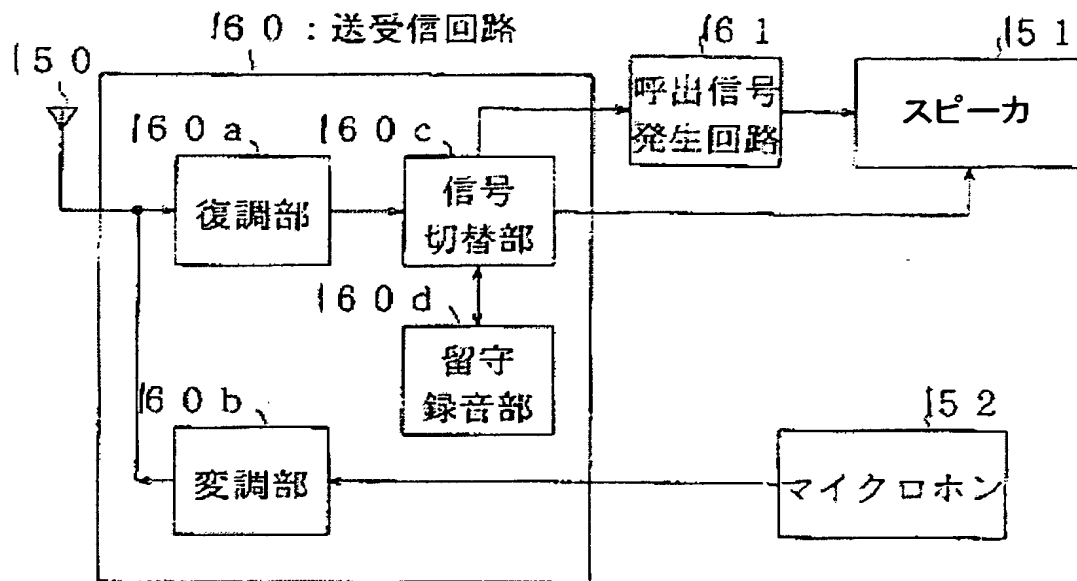 160:送受信回路
161
151
150
呼出信号
発生回路
スピーカ
160a
160c
復調部
信号
切替部
160d
留守
録音部
160b
変調部
152
マイクロホン